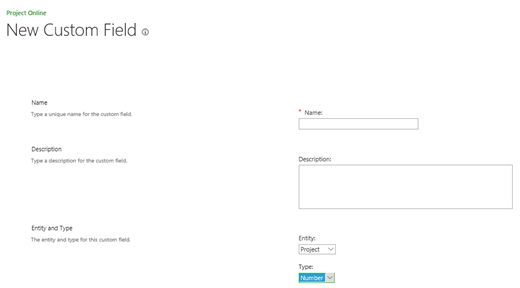 Project Online
New Custom Field
Name
Type a unique name for the custom field.
* Name:
Description
Type a description for the custom field.
Description:
Entity and Type
The entity and type for this custom field.
Entity:
Project
Type:
Number